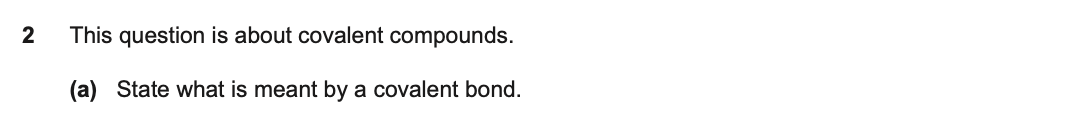 2 This question is about covalent compounds.
(a) State what is meant by a covalent bond.